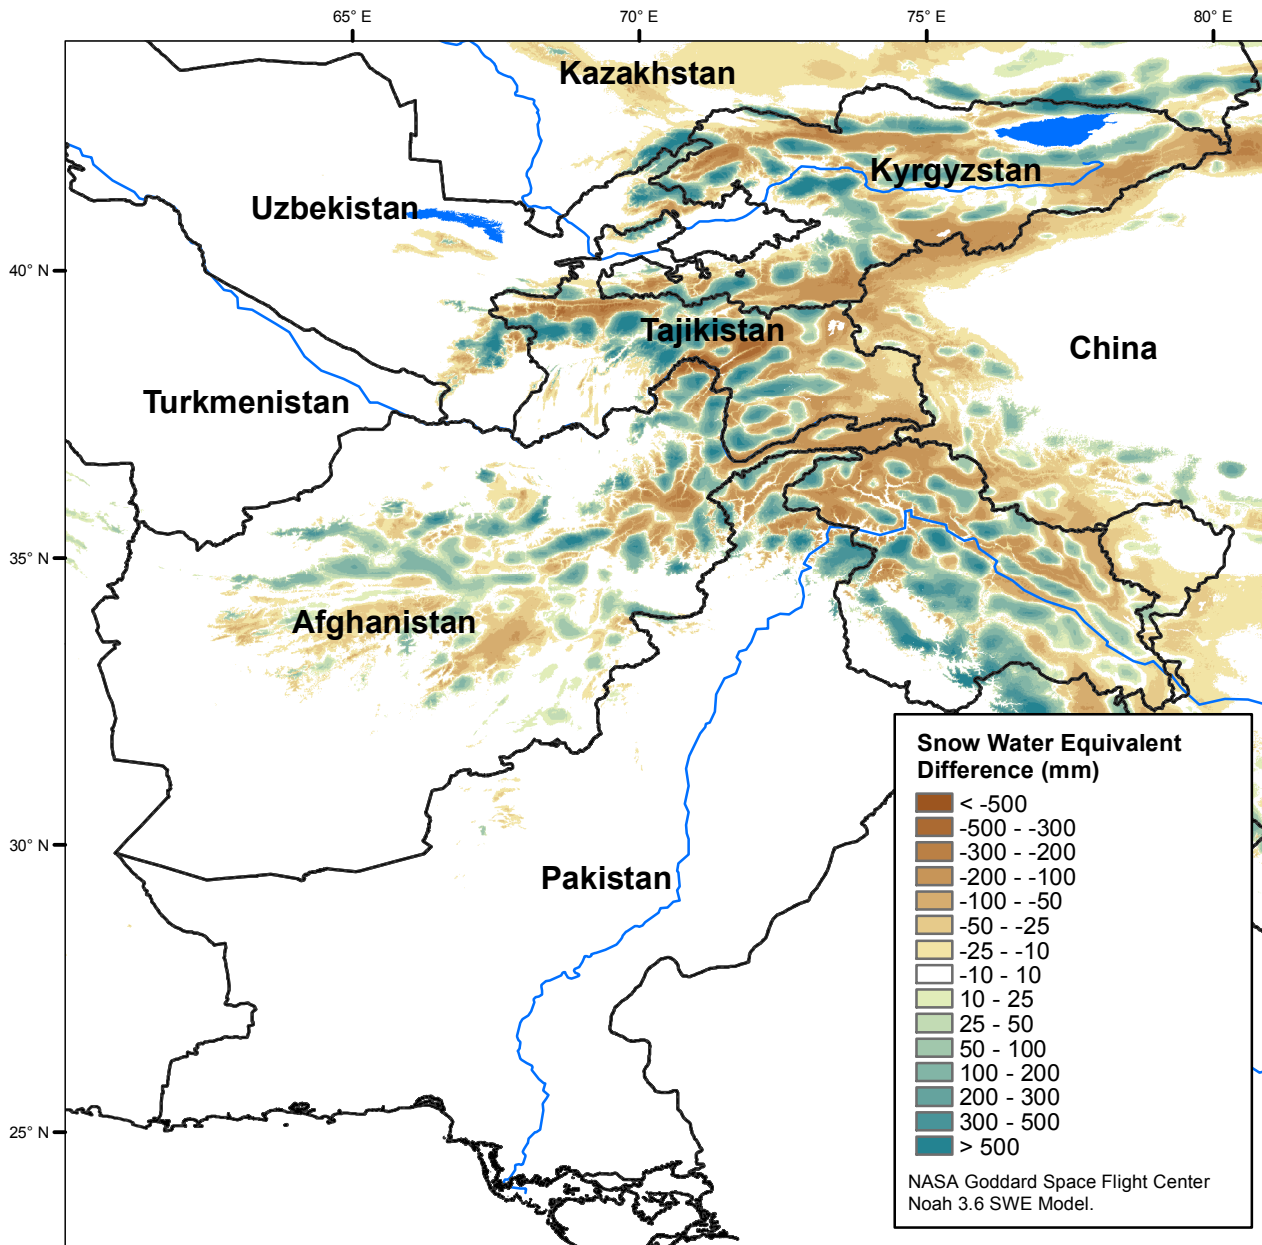 65° E
70° E
75° E
80° E
Kazakhstan
Kyrgyzstan
Uzbekistan
40° N
Tajikistan
China
Turkmenistan
35° N
Afghanistan
30° N
Pakistan
25° N
Snow Water Equivalent
Difference (mm)
< -500
-500 - -300
-300 - -200
-200 - -100
-100 - -50
-50 - -25
-25 - -10
-10 - 10
10 - 25
25 - 50
50 - 100
100 - 200
200 - 300
300 - 500
> 500
NASA Goddard Space Flight Center
Noah 3.6 SWE Model.